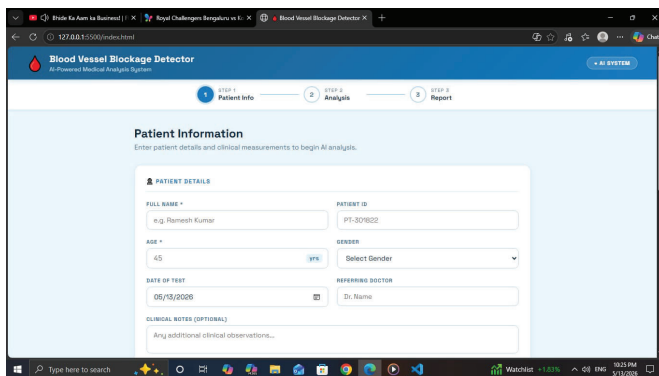 Bhide Ka Aam ka Business! | F
Royal Challengers Bengaluru vs Ko
Blood Vessel Blockage Detector
127.0.0.1:5500/index.html
Chat
Blood Vessel Blockage Detector
AI-Powered Medical Analysis System
AI SYSTEM
1
STEP 1
Patient Info
2
STEP 2
Analysis
3
STEP 3
Report
Patient Information
Enter patient details and clinical measurements to begin AI analysis.
PATIENT DETAILS
FULL NAME *
PATIENT ID
e.g. Ramesh Kumar
PT-301822
AGE *
GENDER
45
yrs
Select Gender
DATE OF TEST
REFERRING DOCTOR
05/13/2026
Dr. Name
CLINICAL NOTES (OPTIONAL)
Any additional clinical observations...
Type here to search
Watchlist +1.83%
ENG
10:25 PM
5/13/2026